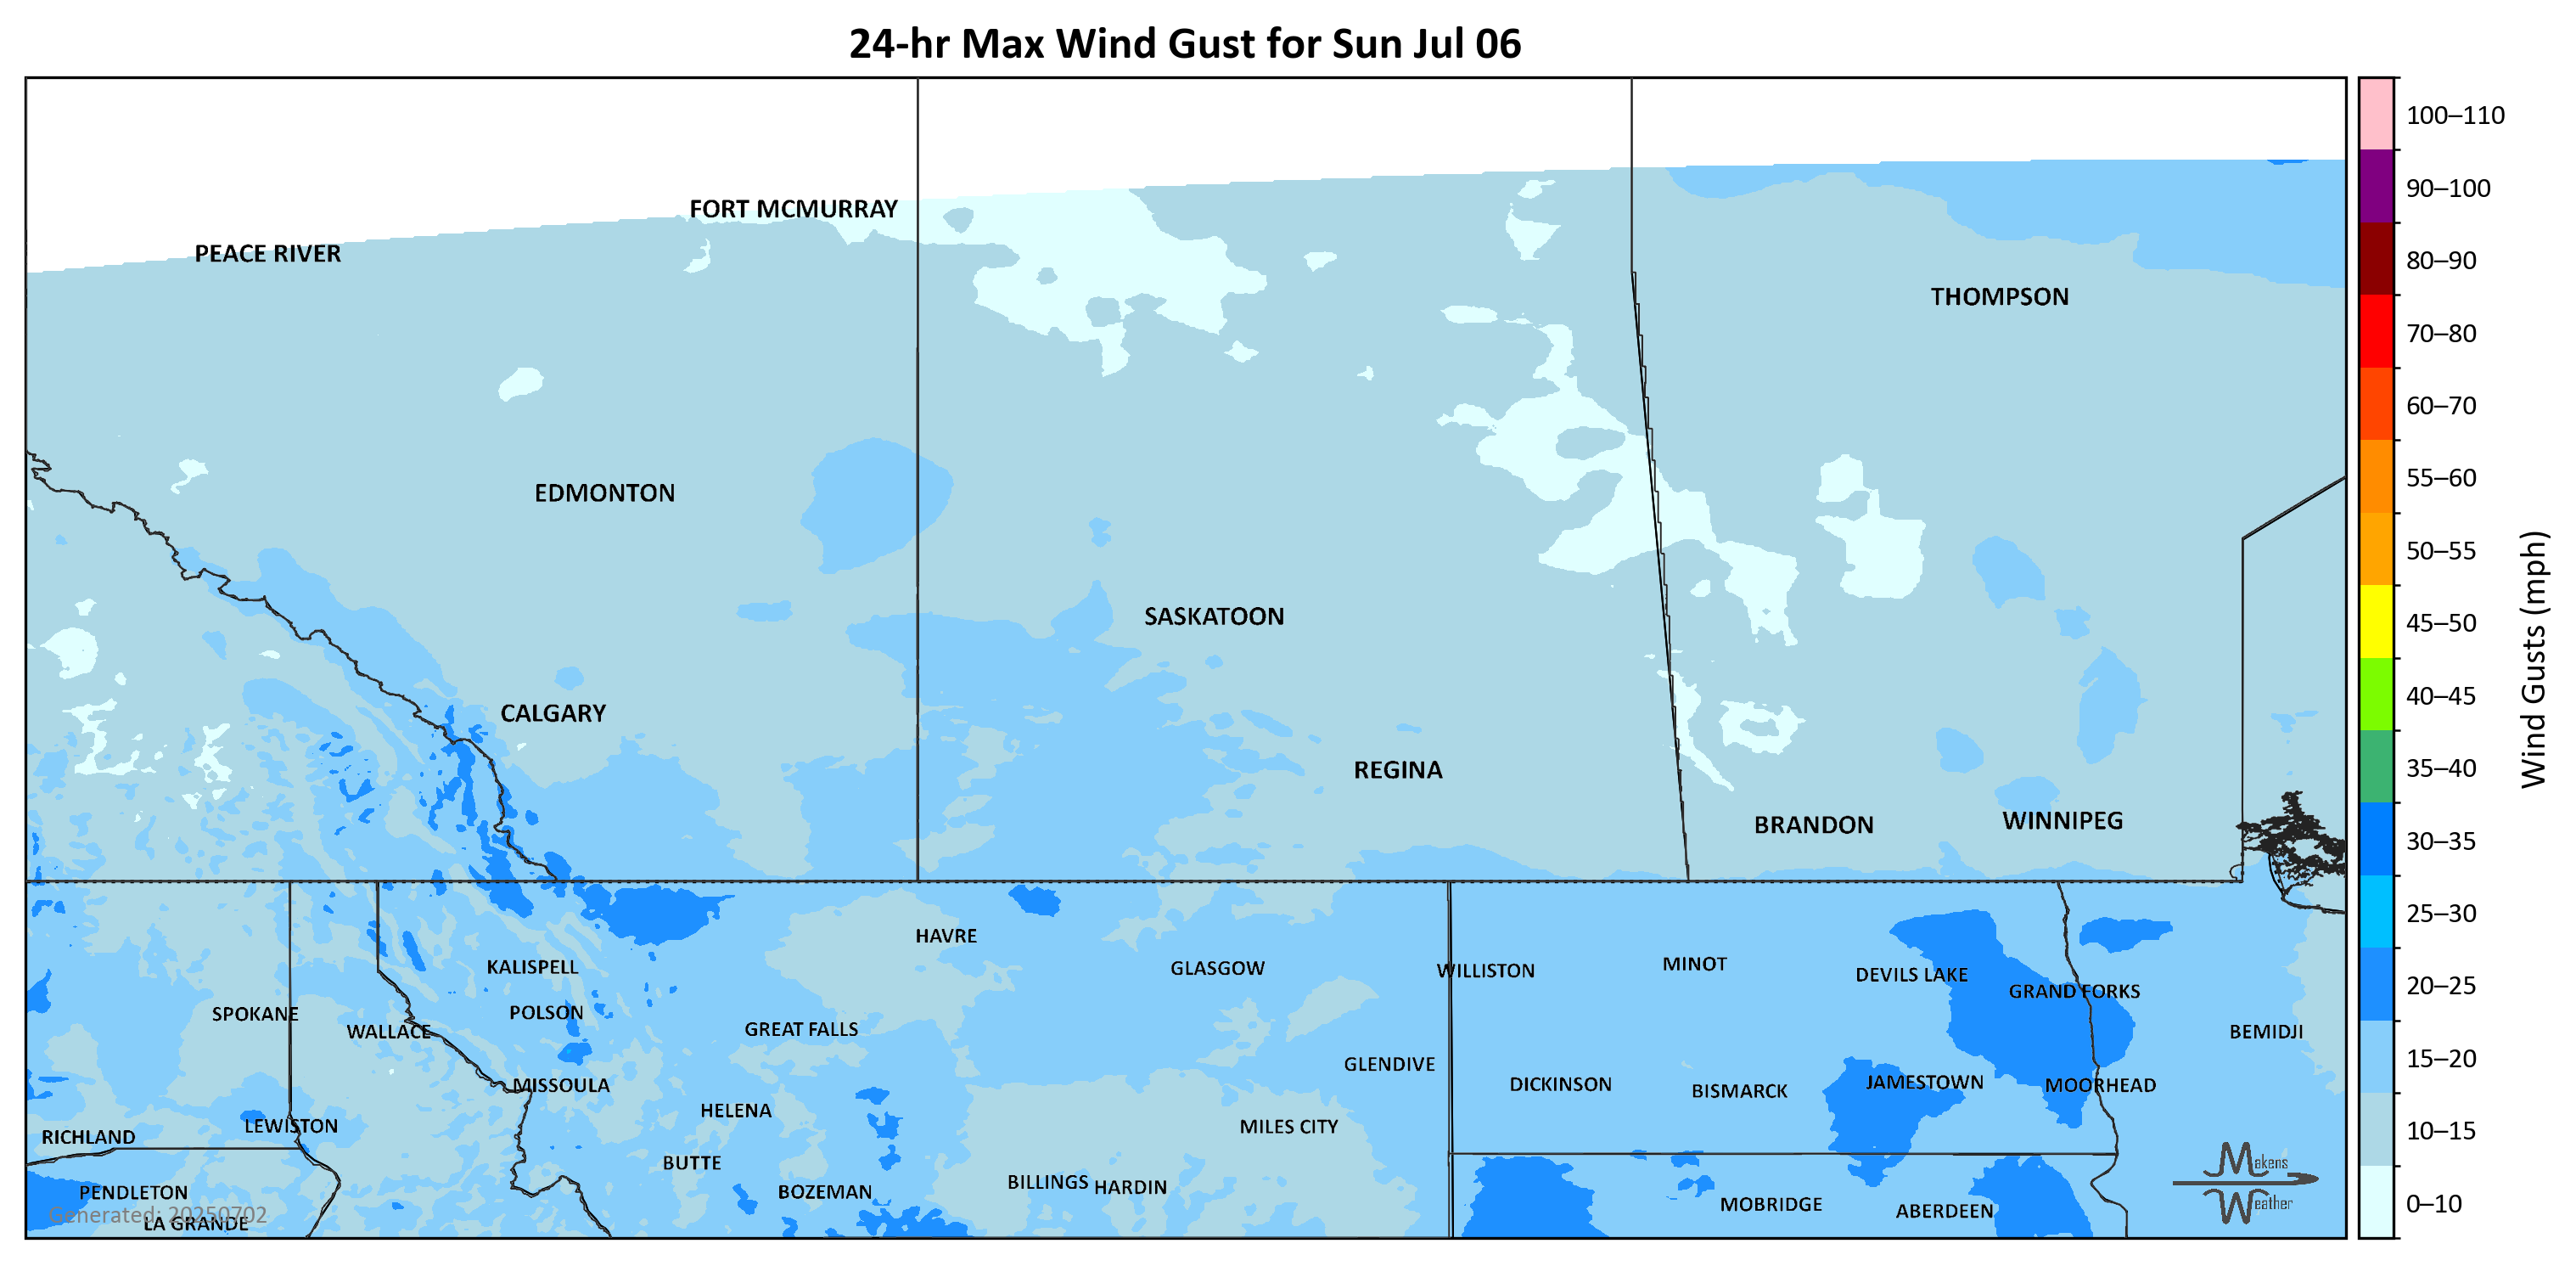 24-hr Max Wind Gust for Sun Jul 06
100–110
90–100
80–90
70–80
60–70
55–60
50–55
45–50
40–45
35–40
30–35
25–30
20–25
15–20
10–15
0–10
Wind Gusts (mph)
FORT MCMURRAY
PEACE RIVER
THOMPSON
EDMONTON
SASKATOON
CALGARY
REGINA
BRANDON
WINNIPEG
HAVRE
KALISPELL
GLASGOW
WILLISTON
MINOT
DEVILS LAKE
GRAND FORKS
SPOKANE
POLSON
WALLACE
GREAT FALLS
BEMIDJI
GLENDIVE
MISSOULA
DICKINSON
BISMARCK
JAMESTOWN
MOORHEAD
HELENA
LEWISTON
MILES CITY
RICHLAND
BUTTE
PENDLETON
BOZEMAN
BILLINGS
HARDIN
MOBRIDGE
ABERDEEN
LA GRANDE
Generated: 20250702
Makens
Weather